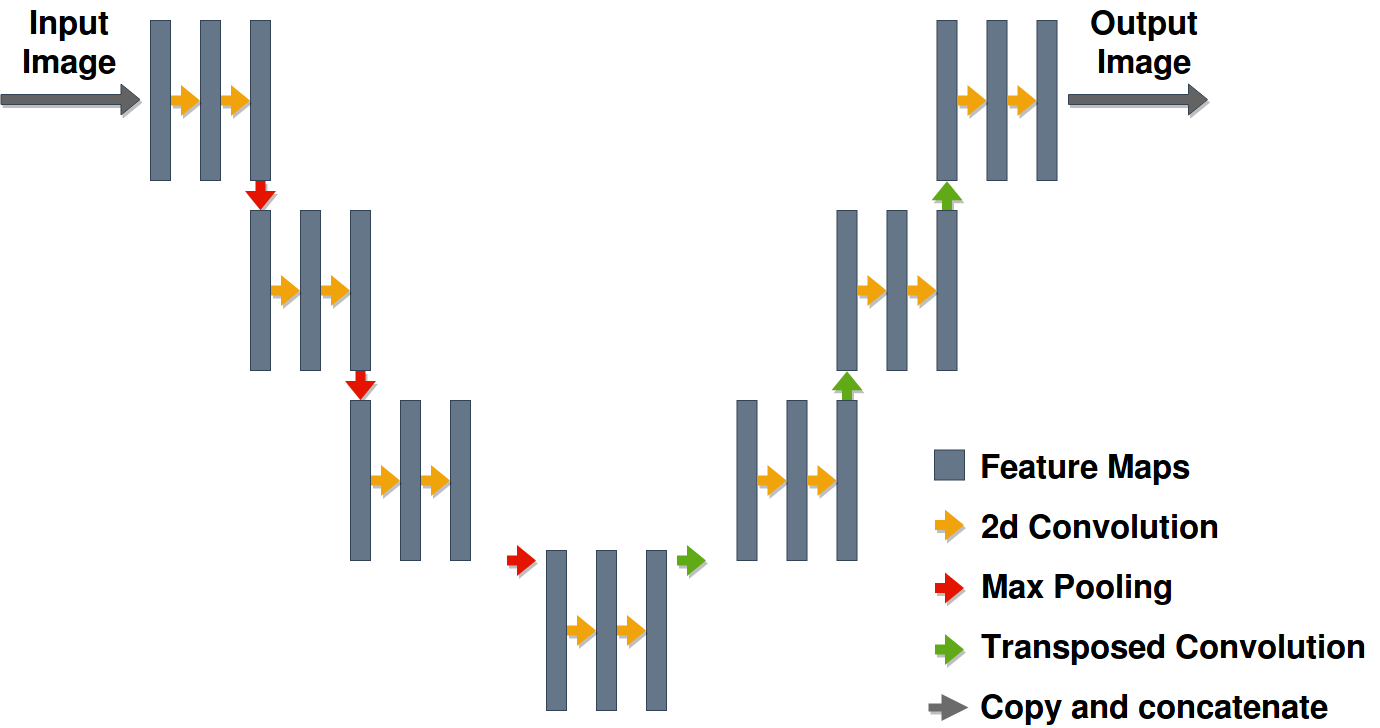 Input
Image
Output
Image
Feature Maps
2d Convolution
Max Pooling
Transposed Convolution
Copy and concatenate